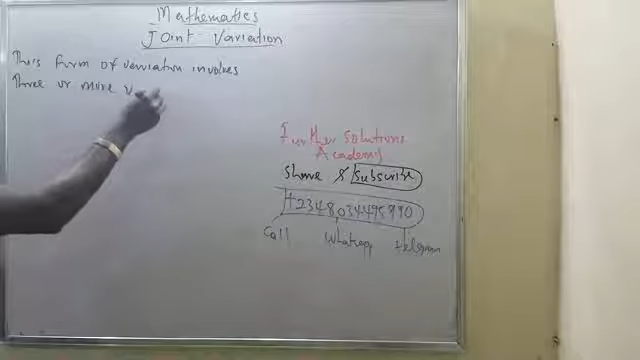 Mathematics
Joint Variation
This form of variation involves
Three or more v
Further Solutions
Academy
Share & Subscribe
+2348034495990
Call
Whatsapp
telegram